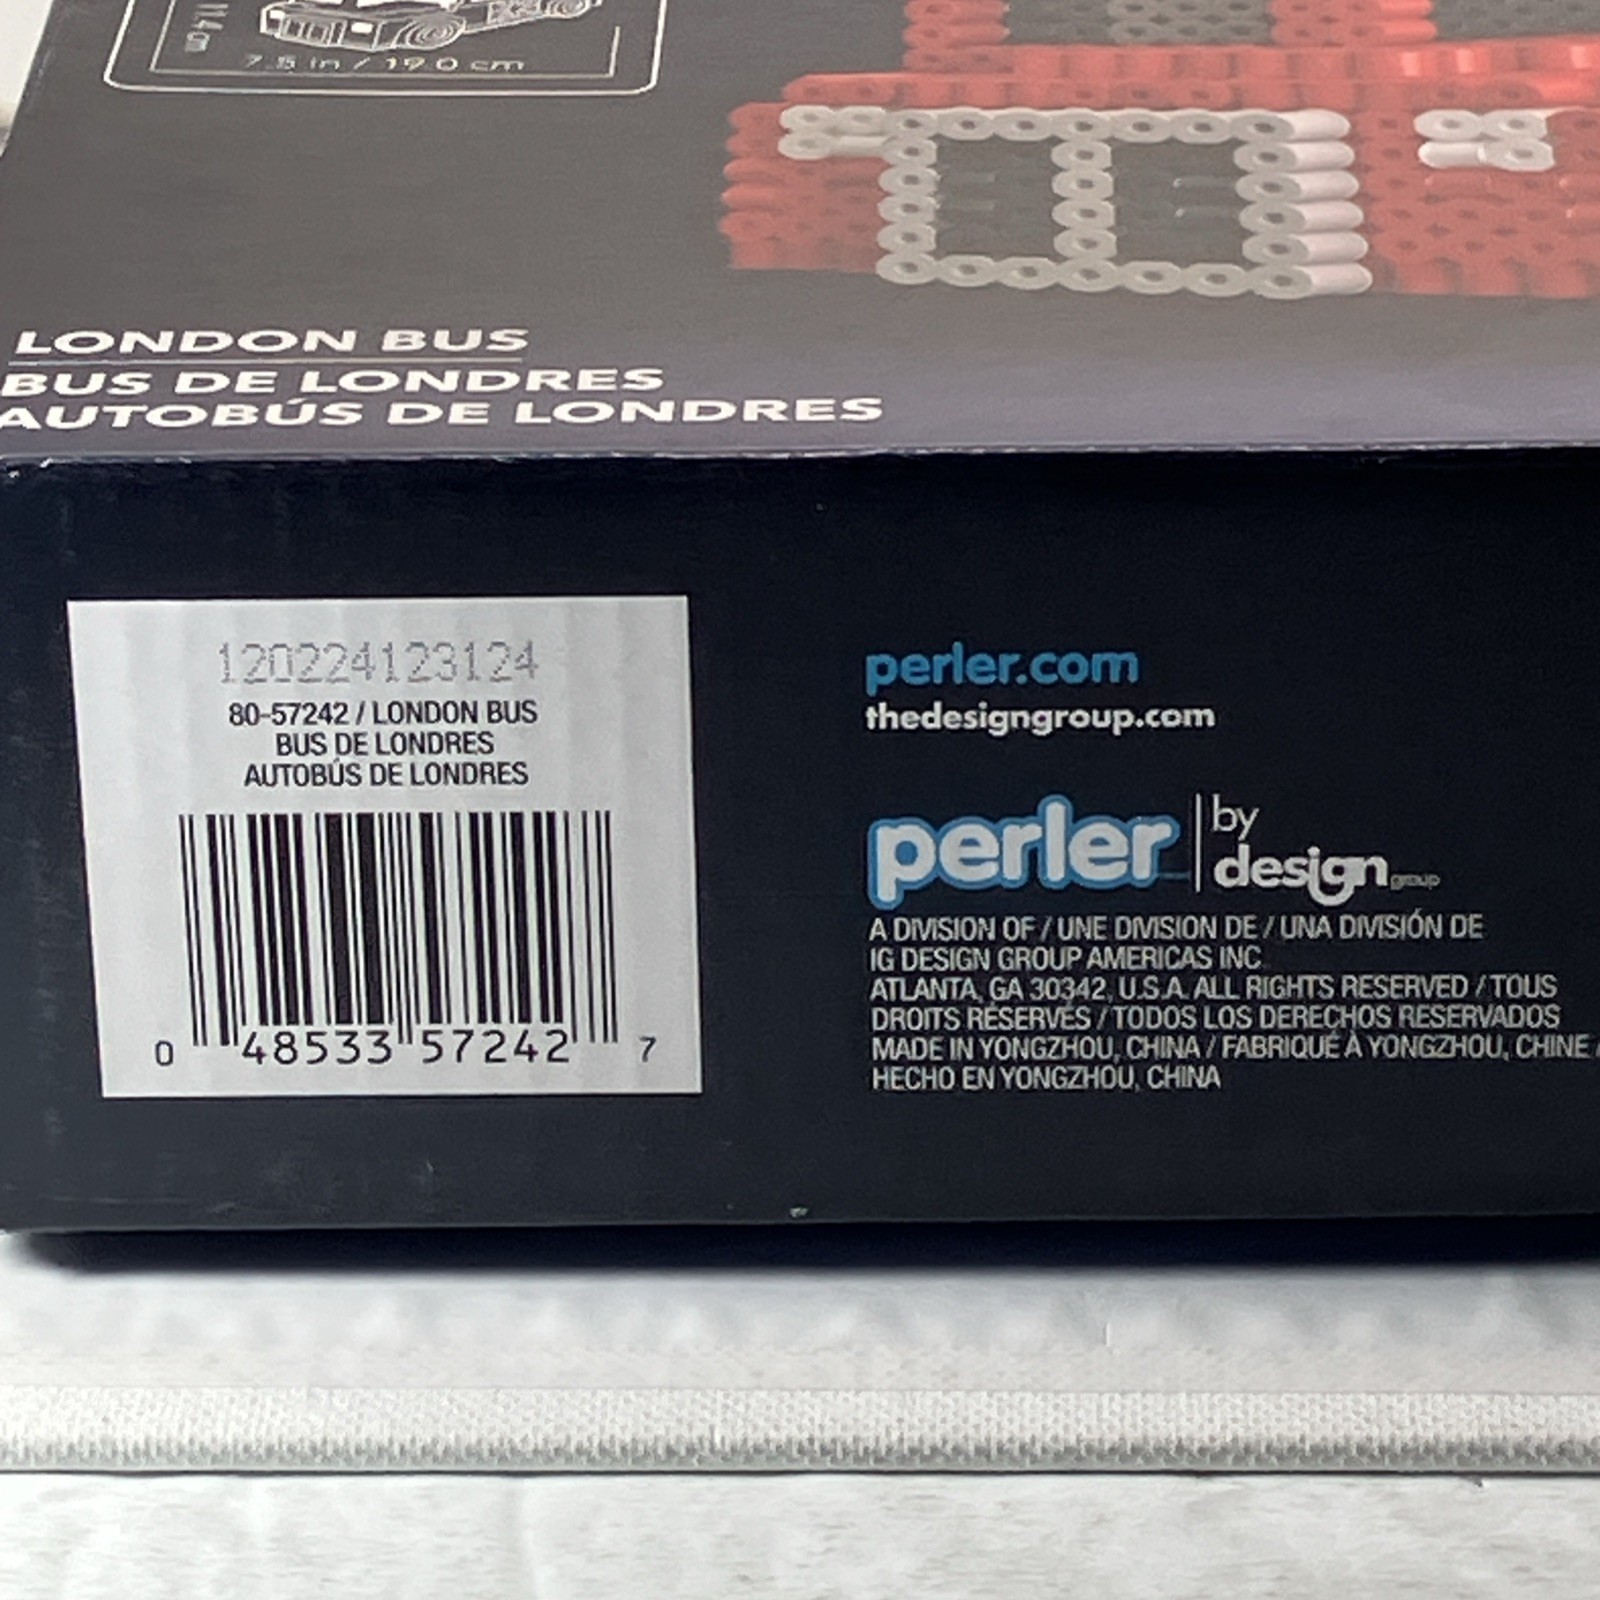 11.4 cm
7.5 in / 19.0 cm
LONDON BUS
BUS DE LONDRES
AUTOBÚS DE LONDRES
120224123124
80-57242 / LONDON BUS
BUS DE LONDRES
AUTOBÚS DE LONDRES
0 48533 57242 7
perler.com
thedesigngroup.com
perler by design group
A DIVISION OF / UNE DIVISION DE / UNA DIVISIÓN DE
IG DESIGN GROUP AMERICAS INC
ATLANTA, GA 30342, U.S.A. ALL RIGHTS RESERVED / TOUS
DROITS RÉSERVÉS / TODOS LOS DERECHOS RESERVADOS
MADE IN YONGZHOU, CHINA / FABRIQUÉ À YONGZHOU, CHINE /
HECHO EN YONGZHOU, CHINA